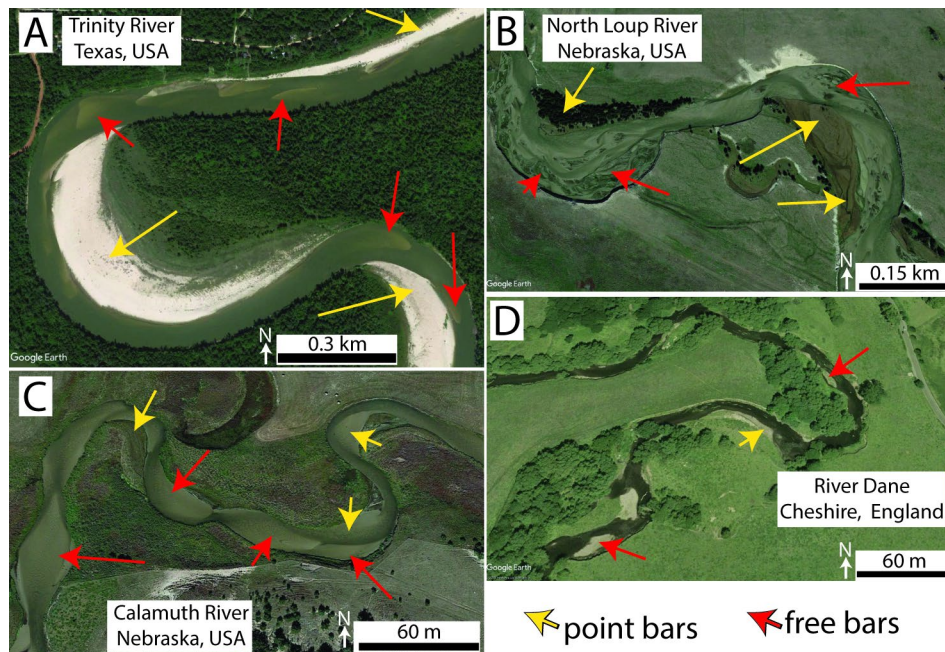 A
Trinity River
Texas, USA
N
0.3 km
Google Earth
B
North Loup River
Nebraska, USA
N
0.15 km
Google Earth
C
Calamuth River
Nebraska, USA
N
60 m
D
River Dane
Cheshire, England
N
60 m
Google Earth
point bars
free bars